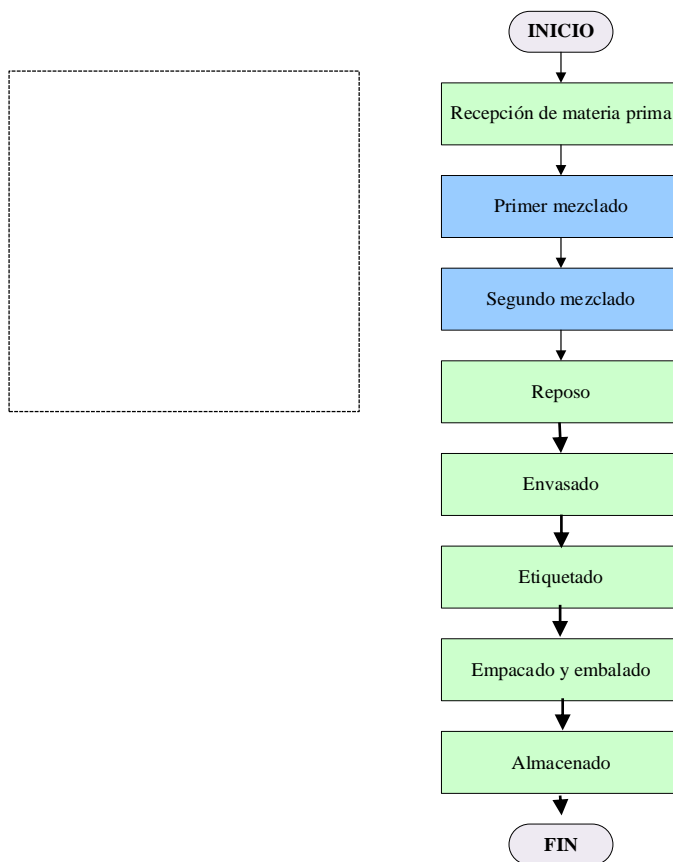 INICIO
Recepción de materia prima
Primer mezclado
Segundo mezclado
Reposo
Envasado
Etiquetado
Empacado y embalado
Almacenado
FIN